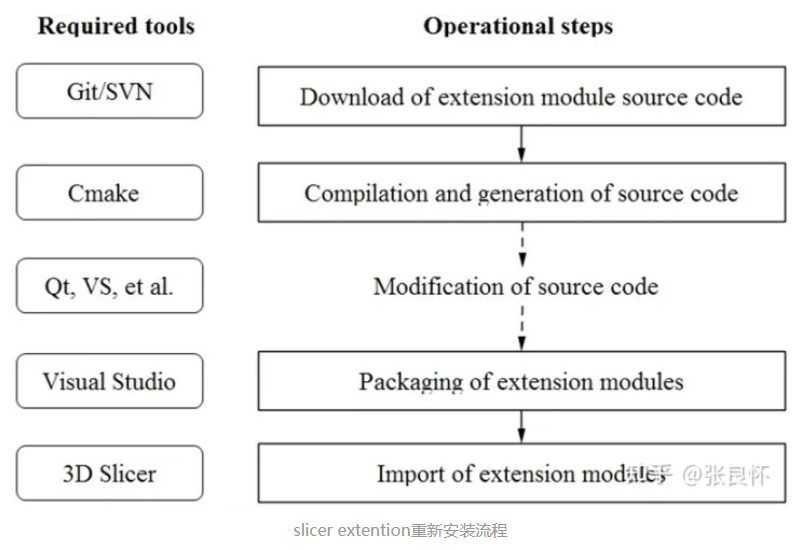 Required tools Operational steps
Git/SVN Download of extension module source code
Cmake Compilation and generation of source code
Qt, VS, et al. Modification of source code
Visual Studio Packaging of extension modules
3D Slicer Import of extension modules
知乎 @张良怀
slicer extention重新安装流程